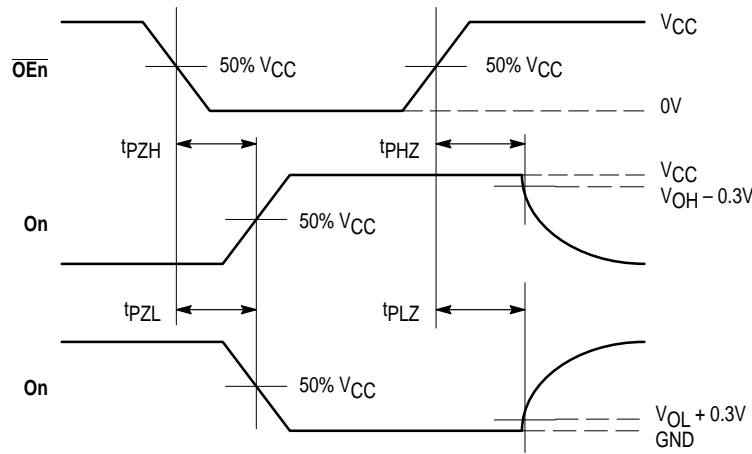 VCC
OEn
50% VCC
50% VCC
0V
tPZH
tPHZ
VCC
VOH – 0.3V
On
50% VCC
tPZL
tPLZ
On
50% VCC
VOL + 0.3V
GND